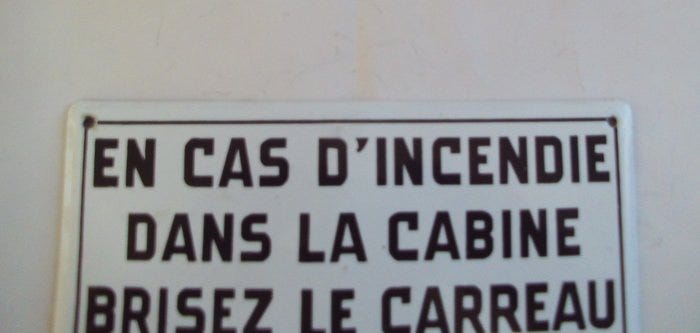 EN CAS D'INCENDIE
DANS LA CABINE
BRISEZ LE CARREAU